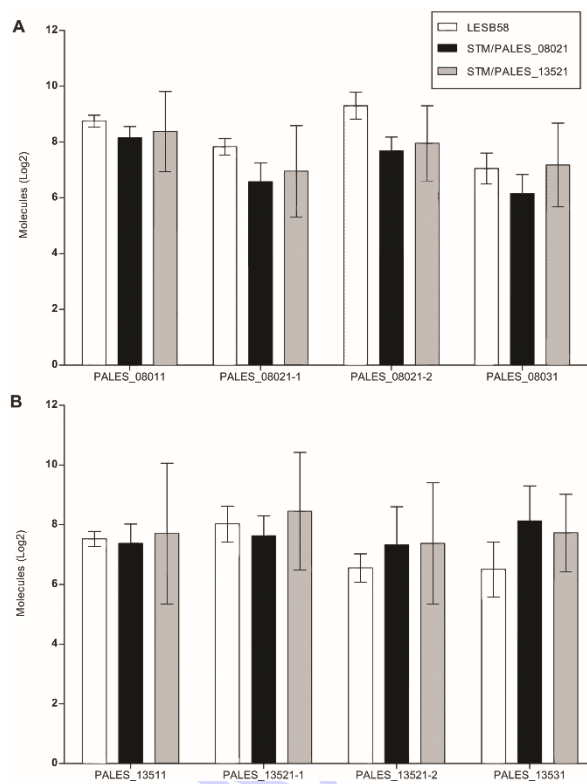 A
LESB58
STM/PALES_08021
STM/PALES_13521
12
10
8
6
4
2
0
Molecules (Log2)
PALES_08011
PALES_08021-1
PALES_08021-2
PALES_08031
B
12
10
8
6
4
2
0
Molecules (Log2)
PALES_13511
PALES_13521-1
PALES_13521-2
PALES_13531